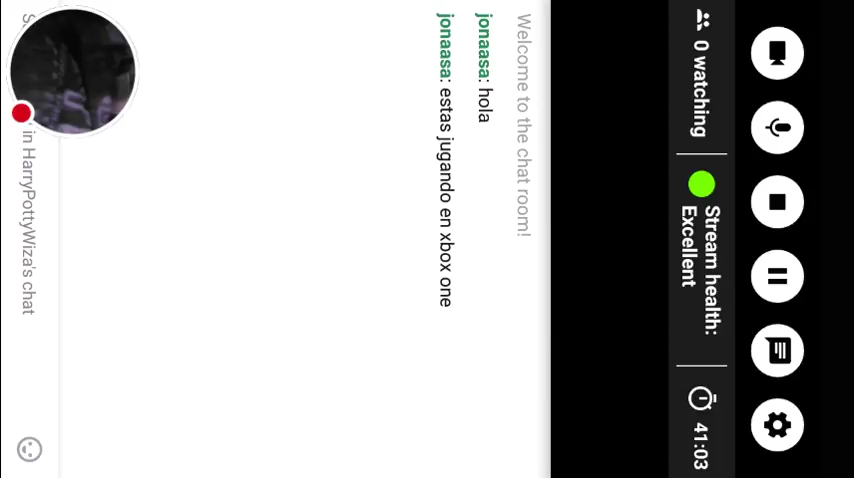 0 watching
Stream health:
Excellent
41:03
Welcome to the chat room!
jonaasa: hola
jonaasa: estas jugando en xbox one
in HarryPottyWiza's chat